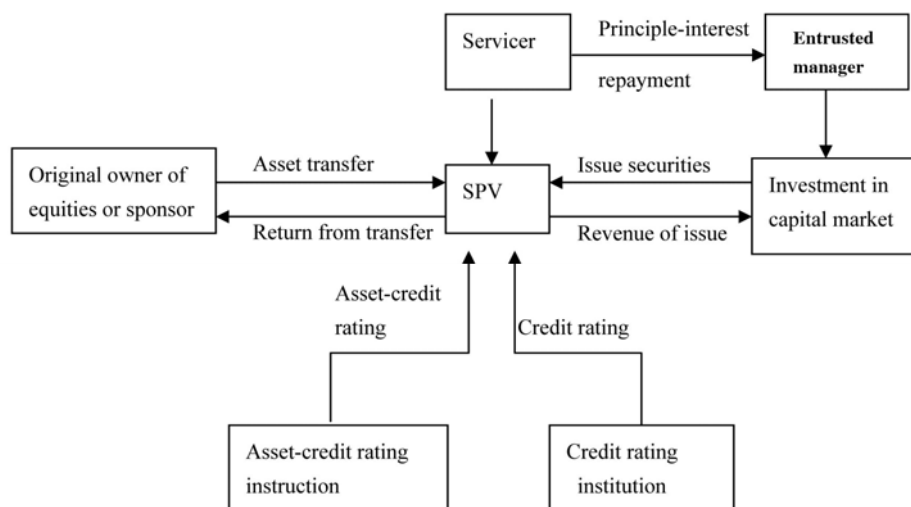 Servicer
Principle-interest
repayment
Entrusted
manager
Original owner of
equities or sponsor
Asset transfer
Return from transfer
SPV
Issue securities
Revenue of issue
Investment in
capital market
Asset-credit
rating
Credit rating
Asset-credit rating
instruction
Credit rating
institution